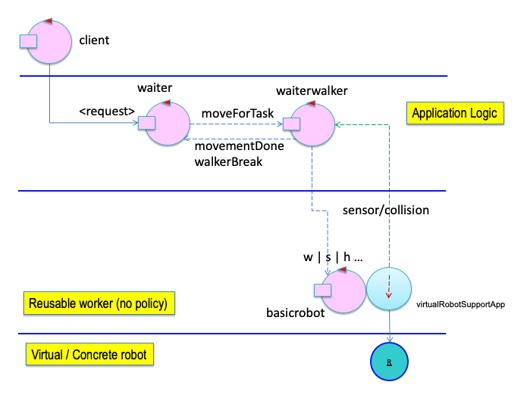 client
waiter
waiterwalker
<request>
moveForTask
Application Logic
movementDone
walkerBreak
sensor/collision
w | s | h ...
Reusable worker (no policy)
basicrobot
virtualRobotSupportApp
Virtual / Concrete robot
R